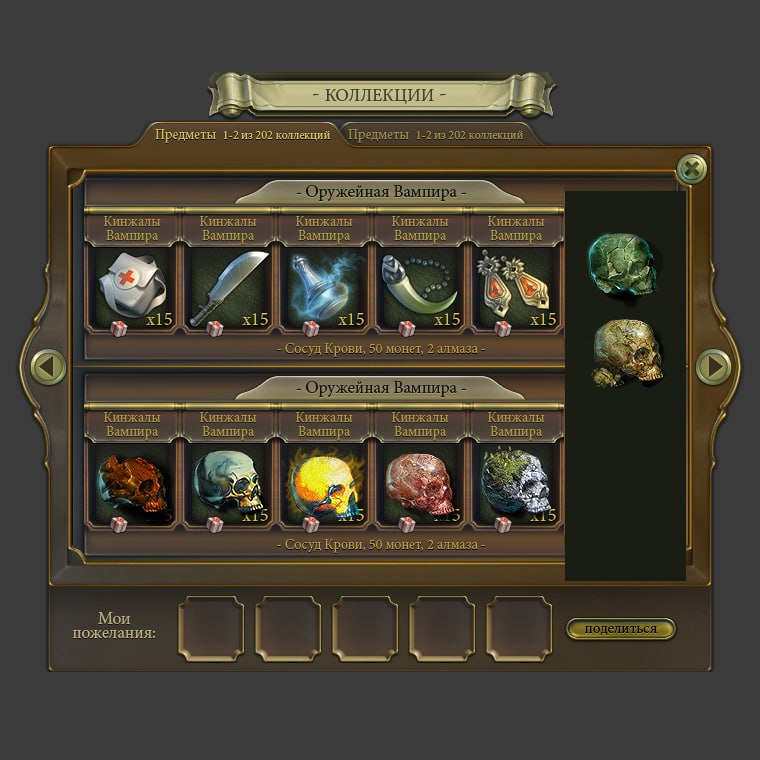 - КОЛЛЕКЦИИ -
Предметы 1-2 из 202 коллекций
Предметы 1-2 из 202 коллекций
- Оружейная Вампира -
Кинжалы Вампира
Кинжалы Вампира
Кинжалы Вампира
Кинжалы Вампира
Кинжалы Вампира
x15
x15
x15
x15
x15
- Сосуд Крови, 50 монет, 2 алмаза -
- Оружейная Вампира -
Кинжалы Вампира
Кинжалы Вампира
Кинжалы Вампира
Кинжалы Вампира
Кинжалы Вампира
x15
x15
x15
x15
- Сосуд Крови, 50 монет, 2 алмаза -
Мои
пожелания:
поделиться